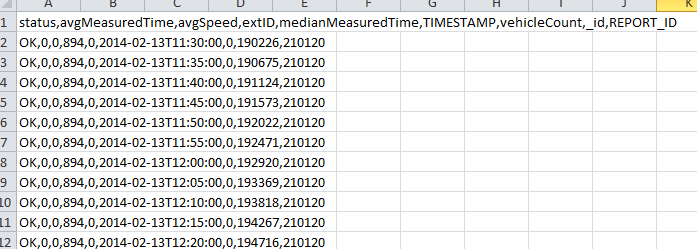 A B C D E F G H I J K
1 status,avgMeasuredTime,avgSpeed,extID,medianMeasuredTime,TIMESTAMP,vehicleCount,_id,REPORT_ID
2 OK,0,0,894,0,2014-02-13T11:30:00,0,190226,210120
3 OK,0,0,894,0,2014-02-13T11:35:00,0,190675,210120
4 OK,0,0,894,0,2014-02-13T11:40:00,0,191124,210120
5 OK,0,0,894,0,2014-02-13T11:45:00,0,191573,210120
6 OK,0,0,894,0,2014-02-13T11:50:00,0,192022,210120
7 OK,0,0,894,0,2014-02-13T11:55:00,0,192471,210120
8 OK,0,0,894,0,2014-02-13T12:00:00,0,192920,210120
9 OK,0,0,894,0,2014-02-13T12:05:00,0,193369,210120
10 OK,0,0,894,0,2014-02-13T12:10:00,0,193818,210120
11 OK,0,0,894,0,2014-02-13T12:15:00,0,194267,210120
12 OK,0,0,894,0,2014-02-13T12:20:00,0,194716,210120